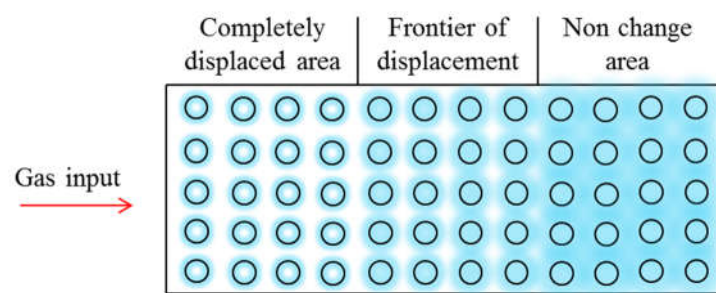 Completely
displaced area
Frontier of
displacement
Non change
area
Gas input